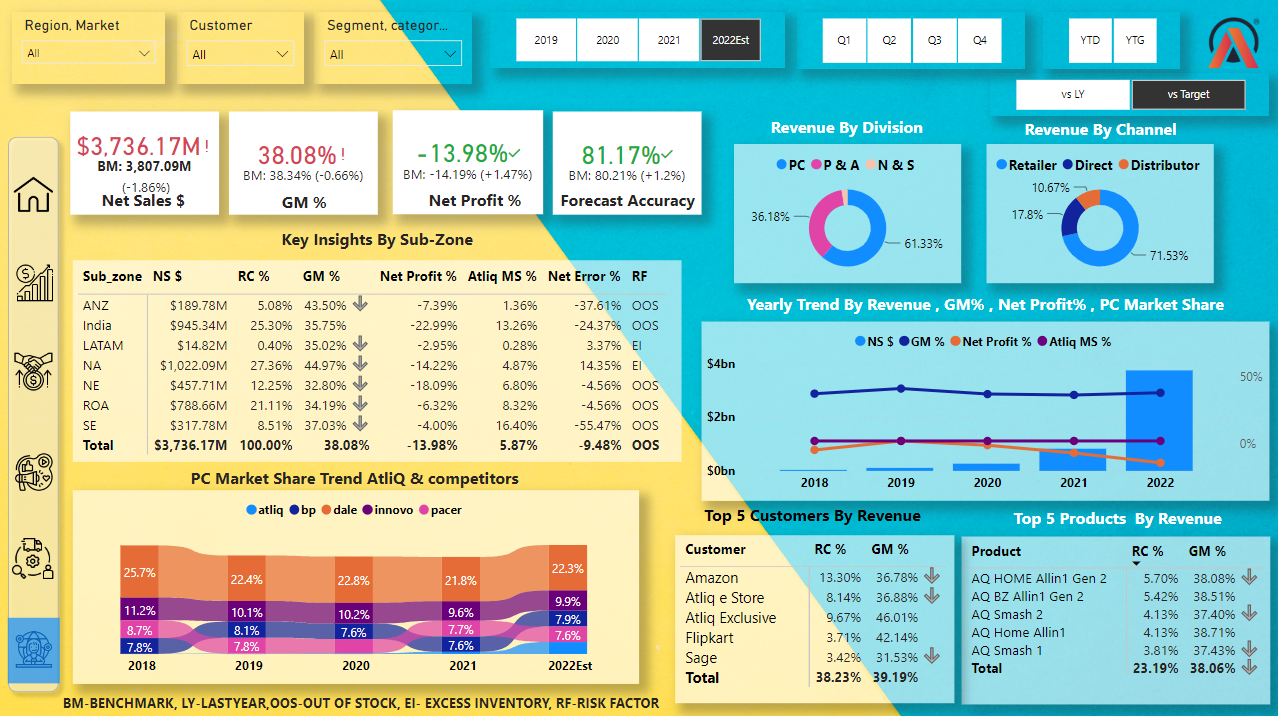 Region, Market
Customer
Segment, categor...
All
All
All
2019 2020 2021 2022Est
Q1 Q2 Q3 Q4
YTD YTG
vs LY vs Target
$3,736.17M !
BM: 3,807.09M
(-1.86%)
Net Sales $
38.08% !
BM: 38.34% (-0.66%)
GM %
-13.98%
BM: -14.19% (+1.47%)
Net Profit %
81.17%
BM: 80.21% (+1.2%)
Forecast Accuracy
Revenue By Division
PC P & A N & S
36.18%
61.33%
Revenue By Channel
Retailer Direct Distributor
10.67%
17.8%
71.53%
Key Insights By Sub-Zone
Sub_zone NS $ RC % GM % Net Profit % Atliq MS % Net Error % RF
ANZ $189.78M 5.08% 43.50% -7.39% 1.36% -37.61% OOS
India $945.34M 25.30% 35.75% -22.99% 13.26% -24.37% OOS
LATAM $14.82M 0.40% 35.02% -2.95% 0.28% 3.37% EI
NA $1,022.09M 27.36% 44.97% -14.22% 4.87% 14.35% EI
NE $457.71M 12.25% 32.80% -18.09% 6.80% -4.56% OOS
ROA $788.66M 21.11% 34.19% -6.32% 8.32% -4.56% OOS
SE $317.78M 8.51% 37.03% -4.00% 16.40% -55.47% OOS
Total $3,736.17M 100.00% 38.08% -13.98% 5.87% -9.48% OOS
Yearly Trend By Revenue , GM% , Net Profit% , PC Market Share
NS $ GM % Net Profit % Atliq MS %
$4bn
$2bn
$0bn
50%
0%
2018 2019 2020 2021 2022
PC Market Share Trend AtliQ & competitors
atliq bp dale innovo pacer
25.7% 22.4% 22.8% 21.8% 22.3%
11.2% 10.1% 10.2% 9.6% 9.9%
8.7% 8.1% 7.6% 7.7% 7.9%
7.8% 7.8% 7.6% 7.6%
2018 2019 2020 2021 2022Est
Top 5 Customers By Revenue
Customer RC % GM %
Amazon 13.30% 36.78%
Atliq e Store 8.14% 36.88%
Atliq Exclusive 9.67% 46.01%
Flipkart 3.71% 42.14%
Sage 3.42% 31.53%
Total 38.23% 39.19%
Top 5 Products By Revenue
Product RC % GM %
AQ HOME Allin1 Gen 2 5.70% 38.08%
AQ BZ Allin1 Gen 2 5.42% 38.51%
AQ Smash 2 4.13% 37.40%
AQ Home Allin1 4.13% 38.71%
AQ Smash 1 3.81% 37.43%
Total 23.19% 38.06%
BM-BENCHMARK, LY-LASTYEAR,OOS-OUT OF STOCK, EI- EXCESS INVENTORY, RF-RISK FACTOR